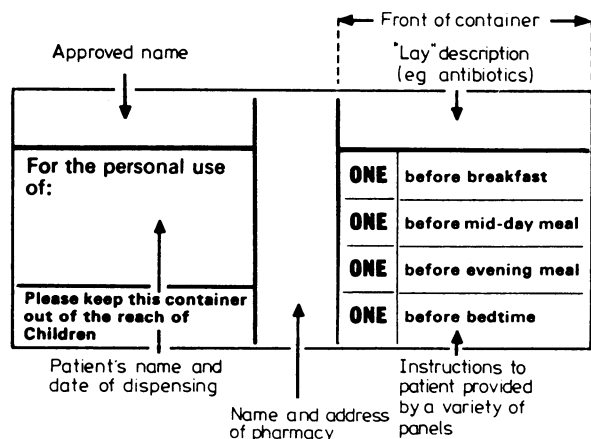 Front of container
Approved name
"Lay" description
(eg antibiotics)
For the personal use
of:
Please keep this container
out of the reach of
Children
ONE before breakfast
ONE before mid-day meal
ONE before evening meal
ONE before bedtime
Patient's name and
date of dispensing
Name and address
of pharmacy
Instructions to
patient provided
by a variety of
panels